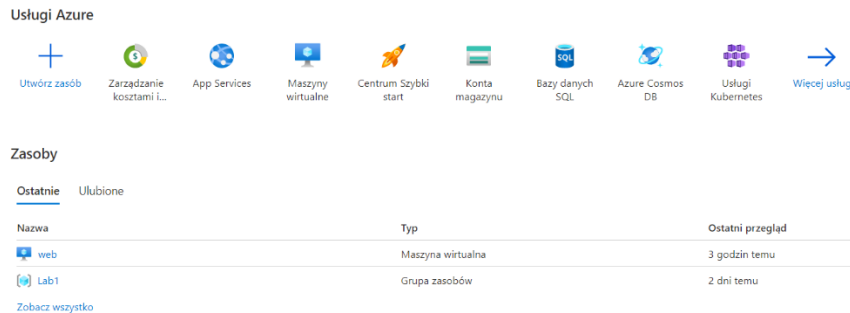 Usługi Azure
Utwórz zasób
Zarządzanie kosztami i...
App Services
Maszyny wirtualne
Centrum Szybki start
Konta magazynu
SQL
Bazy danych SQL
Azure Cosmos DB
Usługi Kubernetes
Więcej usług
Zasoby
Ostatnie Ulubione
Nazwa Typ Ostatni przegląd
web Maszyna wirtualna 3 godzin temu
Lab1 Grupa zasobów 2 dni temu
Zobacz wszystko